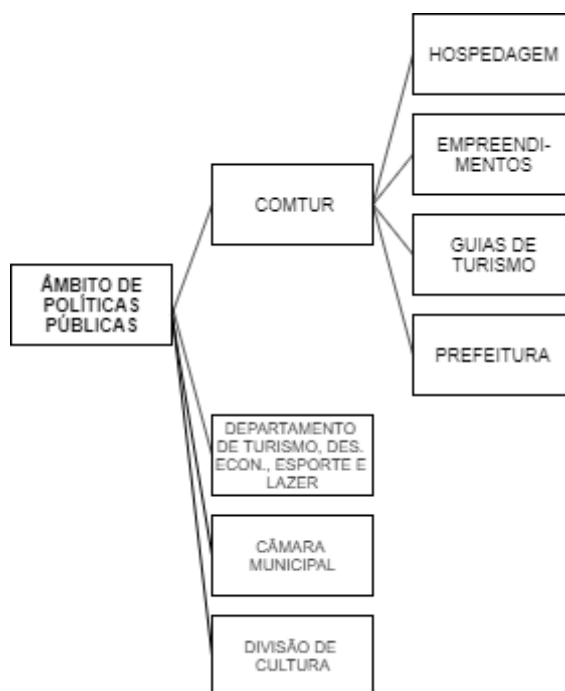 HOSPEDAGEM
EMPREENDI-
MENTOS
COMTUR
GUIAS DE
TURISMO
ÂMBITO DE
POLÍTICAS
PÚBLICAS
PREFEITURA
DEPARTAMENTO
DE TURISMO, DES.
ECON., ESPORTE E
LAZER
CÂMARA
MUNICIPAL
DIVISÃO DE
CULTURA